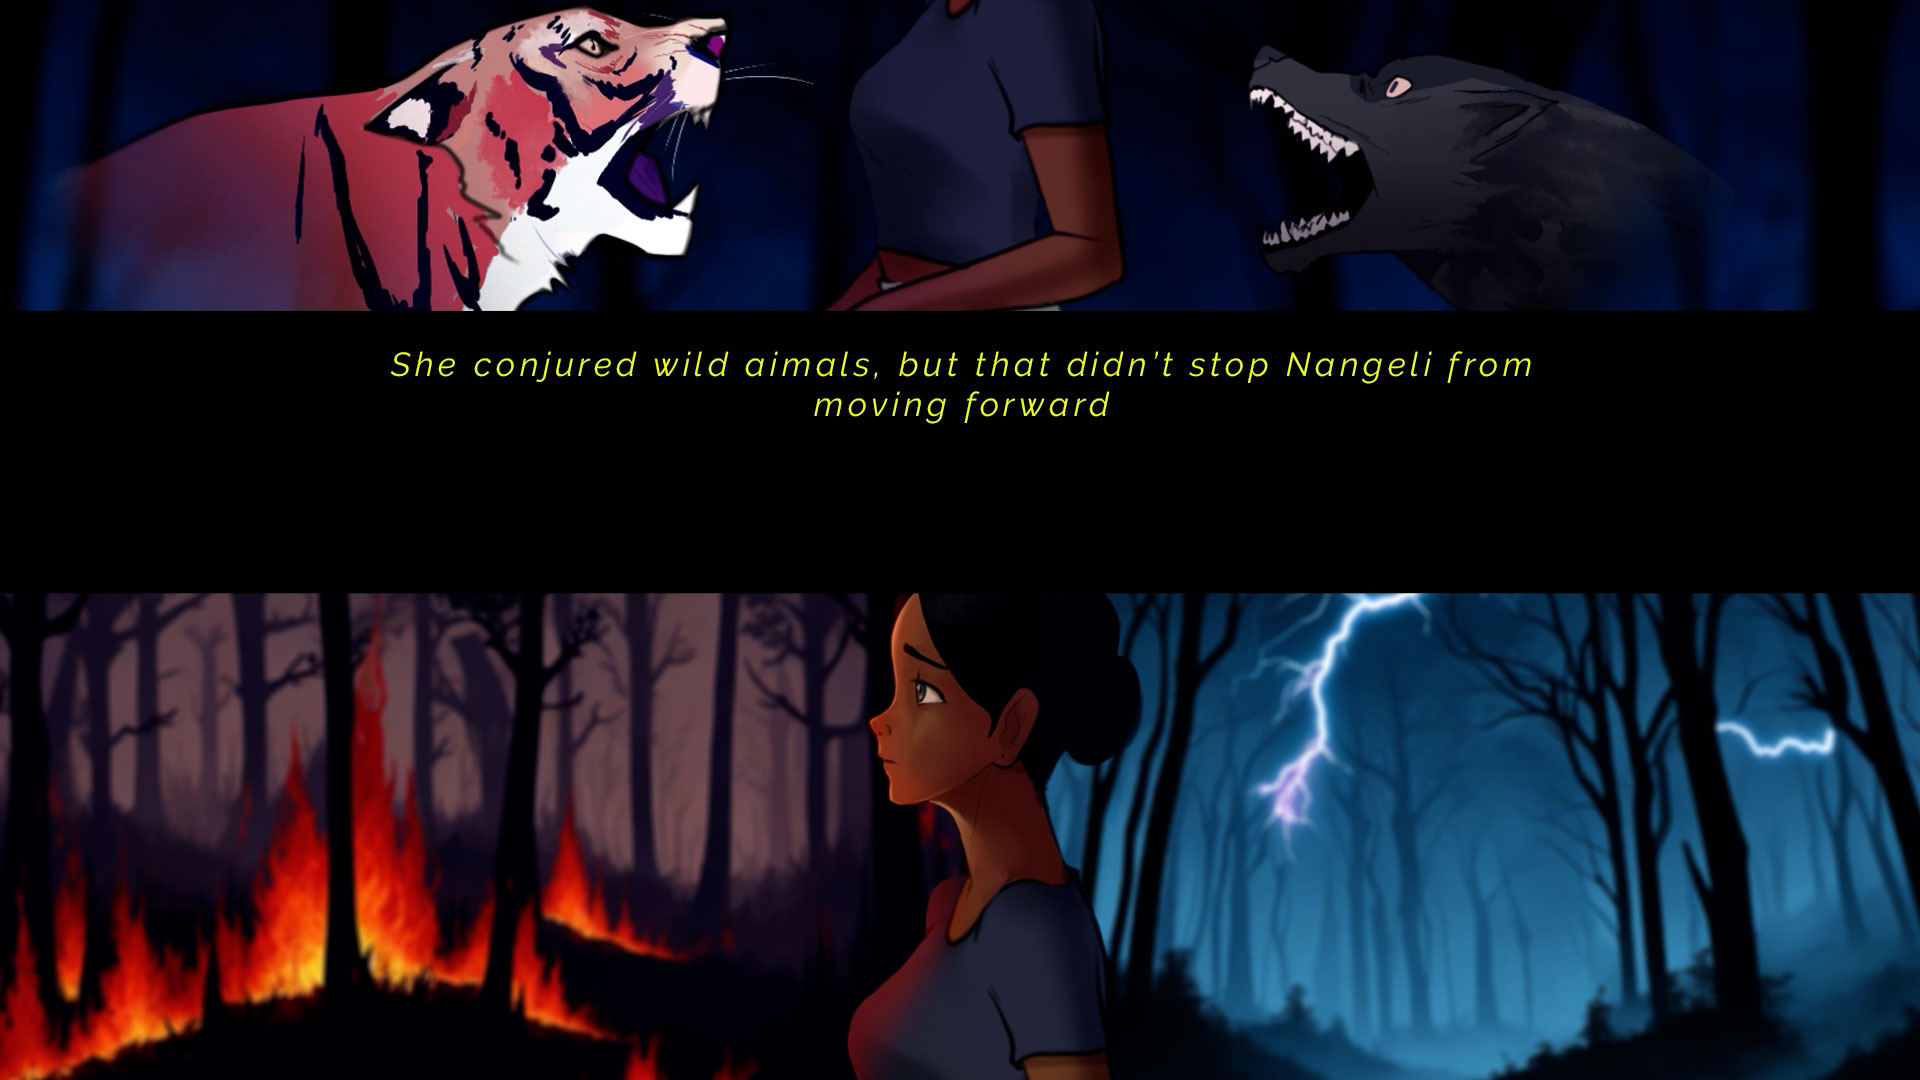 She conjured wild aimals, but that didn’t stop Nangeli from
moving forward